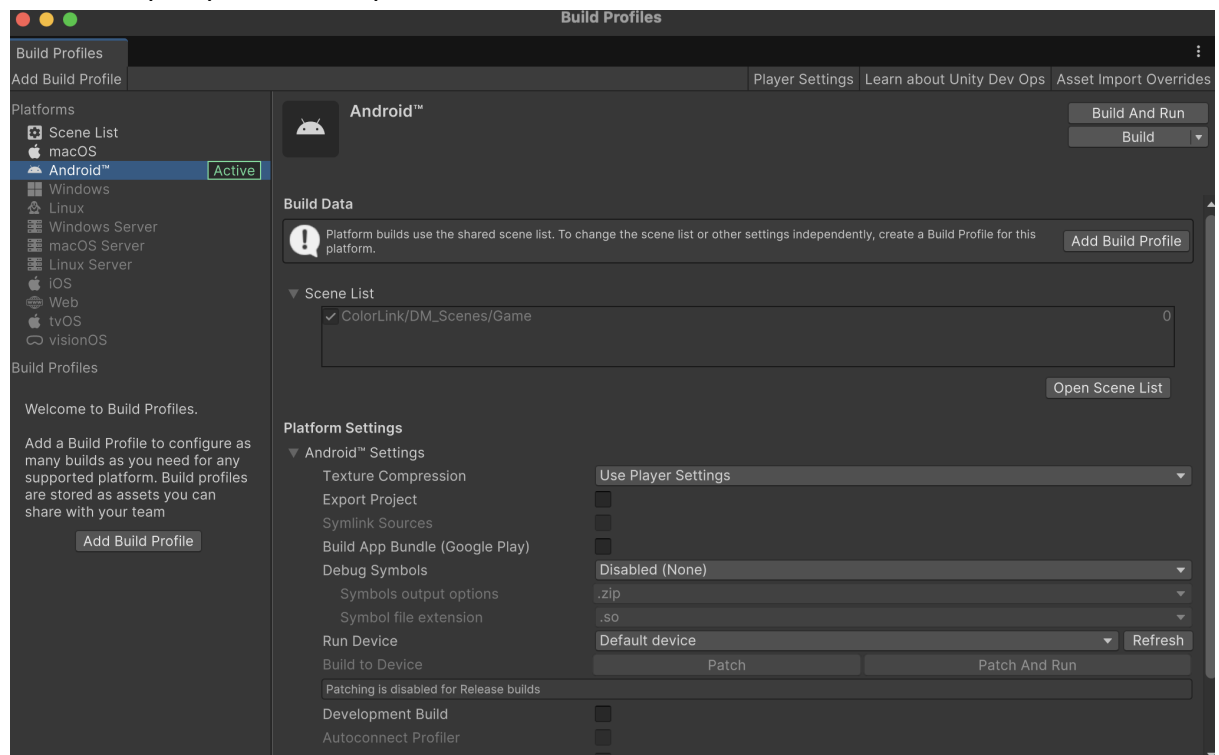 Build Profiles
Build Profiles
Add Build Profile
Player Settings
Learn about Unity Dev Ops
Asset Import Overrides
Platforms
Scene List
macOS
Android™
Active
Windows
Linux
Windows Server
macOS Server
Linux Server
iOS
Web
tvOS
visionOS
Build Profiles
Welcome to Build Profiles.
Add a Build Profile to configure as
many builds as you need for any
supported platform. Build profiles
are stored as assets you can
share with your team
Add Build Profile
Android™
Build And Run
Build
Build Data
Platform builds use the shared scene list. To change the scene list or other settings independently, create a Build Profile for this
platform.
Add Build Profile
Scene List
ColorLink/DM_Scenes/Game 0
Open Scene List
Platform Settings
Android™ Settings
Texture Compression Use Player Settings
Export Project
Symlink Sources
Build App Bundle (Google Play)
Debug Symbols Disabled (None)
Symbols output options .zip
Symbol file extension .so
Run Device Default device Refresh
Build to Device Patch Patch And Run
Patching is disabled for Release builds
Development Build
Autoconnect Profiler